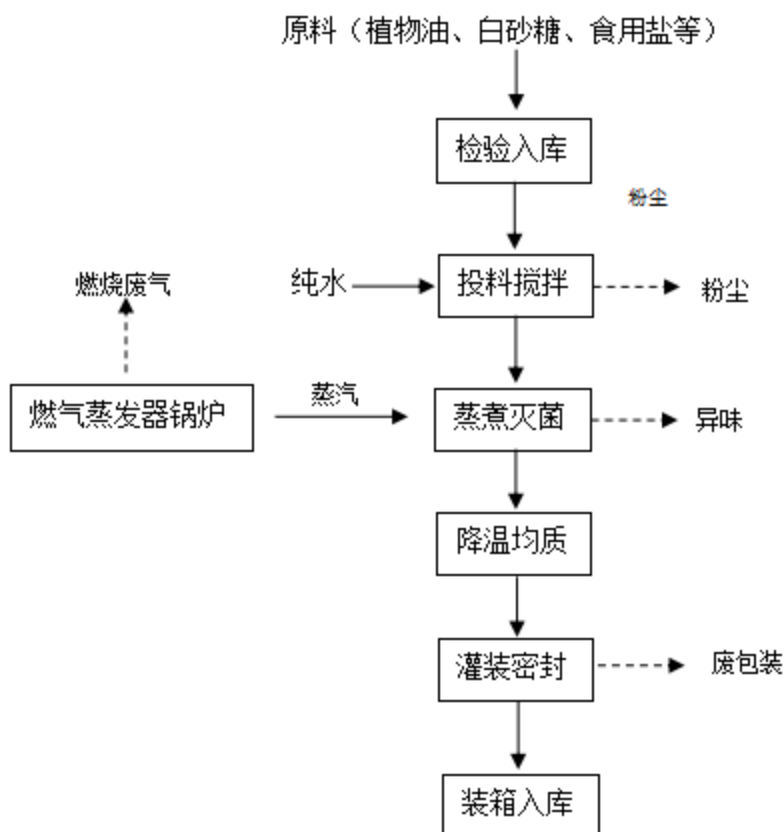 原料（植物油、白砂糖、食用盐等）
检验入库
粉尘
燃烧废气
纯水
投料搅拌
粉尘
燃气蒸发器锅炉
蒸汽
蒸煮灭菌
异味
降温均质
灌装密封
废包装
装箱入库